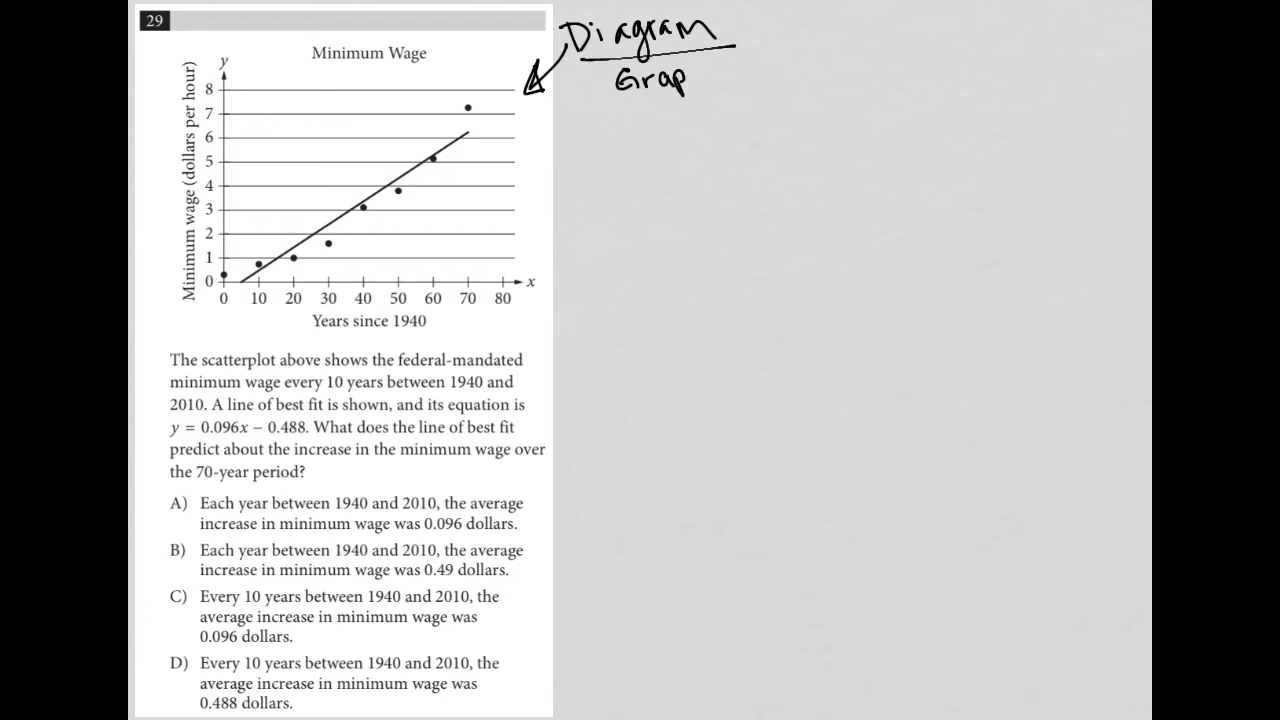 29
Minimum Wage
y
Minimum wage (dollars per hour)
8
7
6
5
4
3
2
1
0
x
0 10 20 30 40 50 60 70 80
Years since 1940
The scatterplot above shows the federal-mandated
minimum wage every 10 years between 1940 and
2010. A line of best fit is shown, and its equation is
y = 0.096x − 0.488. What does the line of best fit
predict about the increase in the minimum wage over
the 70-year period?
A) Each year between 1940 and 2010, the average
increase in minimum wage was 0.096 dollars.
B) Each year between 1940 and 2010, the average
increase in minimum wage was 0.49 dollars.
C) Every 10 years between 1940 and 2010, the
average increase in minimum wage was
0.096 dollars.
D) Every 10 years between 1940 and 2010, the
average increase in minimum wage was
0.488 dollars.
Diagram
Grap